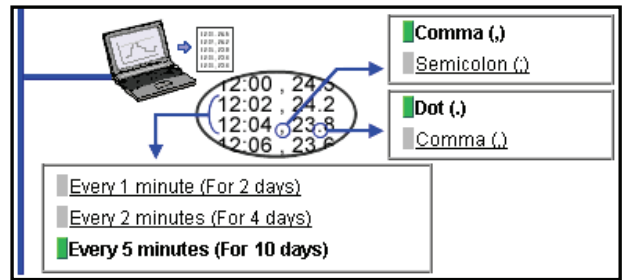 Comma (,)
Semicolon (;)
12:00 , 24.3
12:02 , 24.2
12:04 , 23.8
12:06 , 23.6
Dot (.)
Comma (,)
Every 1 minute (For 2 days)
Every 2 minutes (For 4 days)
Every 5 minutes (For 10 days)